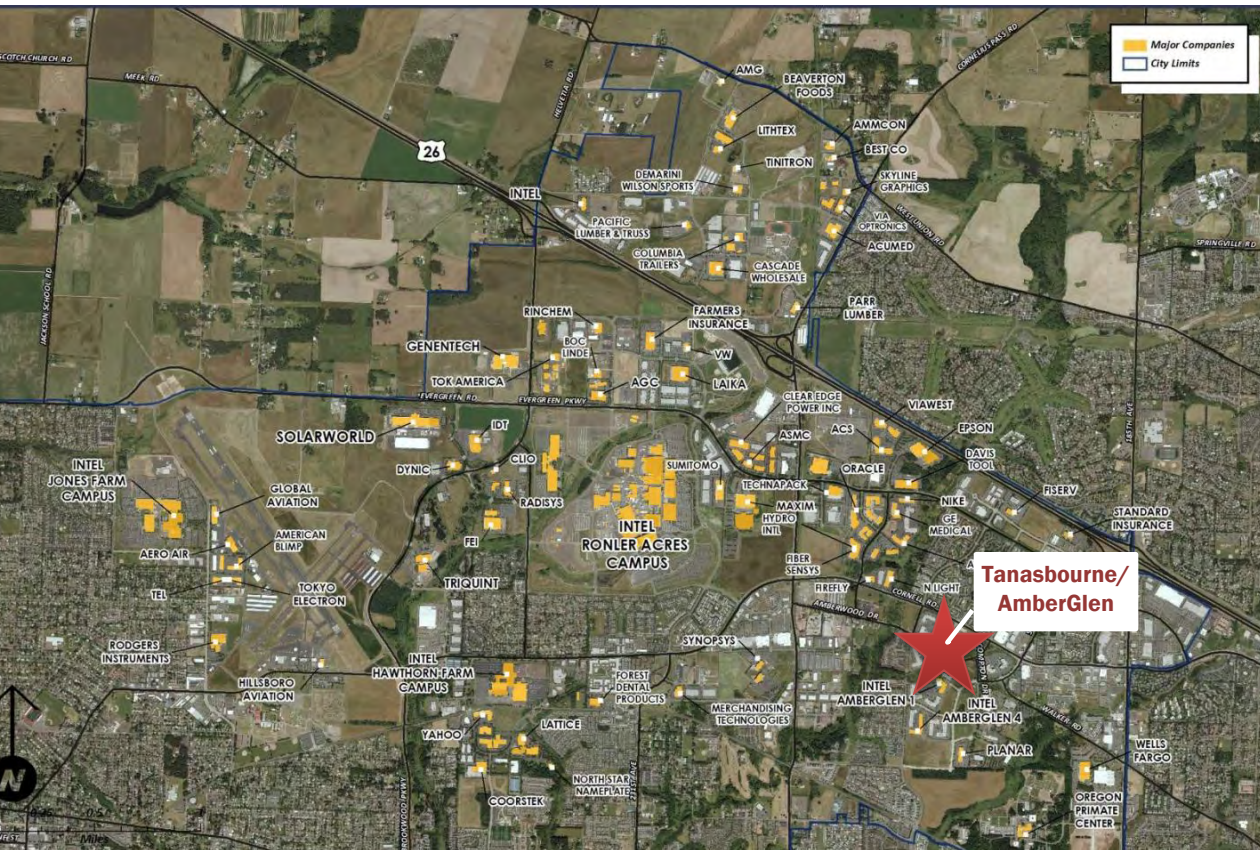 SCOTCH CHURCH RD
MEEK RD
HELVETIA RD
CORNELIUS PASS RD
Major Companies
City Limits
26
AMG
BEAVERTON
FOODS
LITHTEX
AMMCON
BEST CO
TINITRON
DEMARINI
WILSON SPORTS
SKYLINE
GRAPHICS
INTEL
PACIFIC
LUMBER & TRUSS
VIA
OPTRONICS
WEST UNION RD
ACUMED
SPRINGVILLE RD
COLUMBIA
TRAILERS
CASCADE
WHOLESALE
JACKSON SCHOOL RD
PARR
LUMBER
RINCHEM
FARMERS
INSURANCE
BOC
LINDE
GENENTECH
VW
TOK AMERICA
AGC
LAIKA
EVERGREEN RD
EVERGREEN PKWY
CLEAR EDGE
POWER INC
VIAWEST
185TH AVE
SOLARWORLD
IDT
ASMC
ACS
EPSON
DAVIS
TOOL
INTEL
JONES FARM
CAMPUS
DYNIC
CLIO
SUMITOMO
ORACLE
TECHNAPACK
GLOBAL
AVIATION
RADISYS
MAXIM
NIKE
FISERV
HYDRO
INTL
GE
MEDICAL
STANDARD
INSURANCE
AMERICAN
BLIMP
INTEL
RONLER ACRES
CAMPUS
AERO AIR
FEI
FIBER
SENSYS
TRIQUINT
TEL
TOKYO
ELECTRON
FIREFLY
N LIGHT
CORNELL RD
AMBERWOOD DR
Tanasbourne/
AmberGlen
RODGERS
INSTRUMENTS
SYNOPSYS
HILLSBORO
AVIATION
INTEL
HAWTHORN FARM
CAMPUS
FOREST
DENTAL
PRODUCTS
MERCHANDISING
TECHNOLOGIES
INTEL
AMBERGLEN 1
INTEL
AMBERGLEN 4
WALKER RD
YAHOO
LATTICE
PLANAR
WELLS
FARGO
NORTH STAR
NAMEPLATE
COORSTEK
OREGON
PRIMATE
CENTER
N
Miles